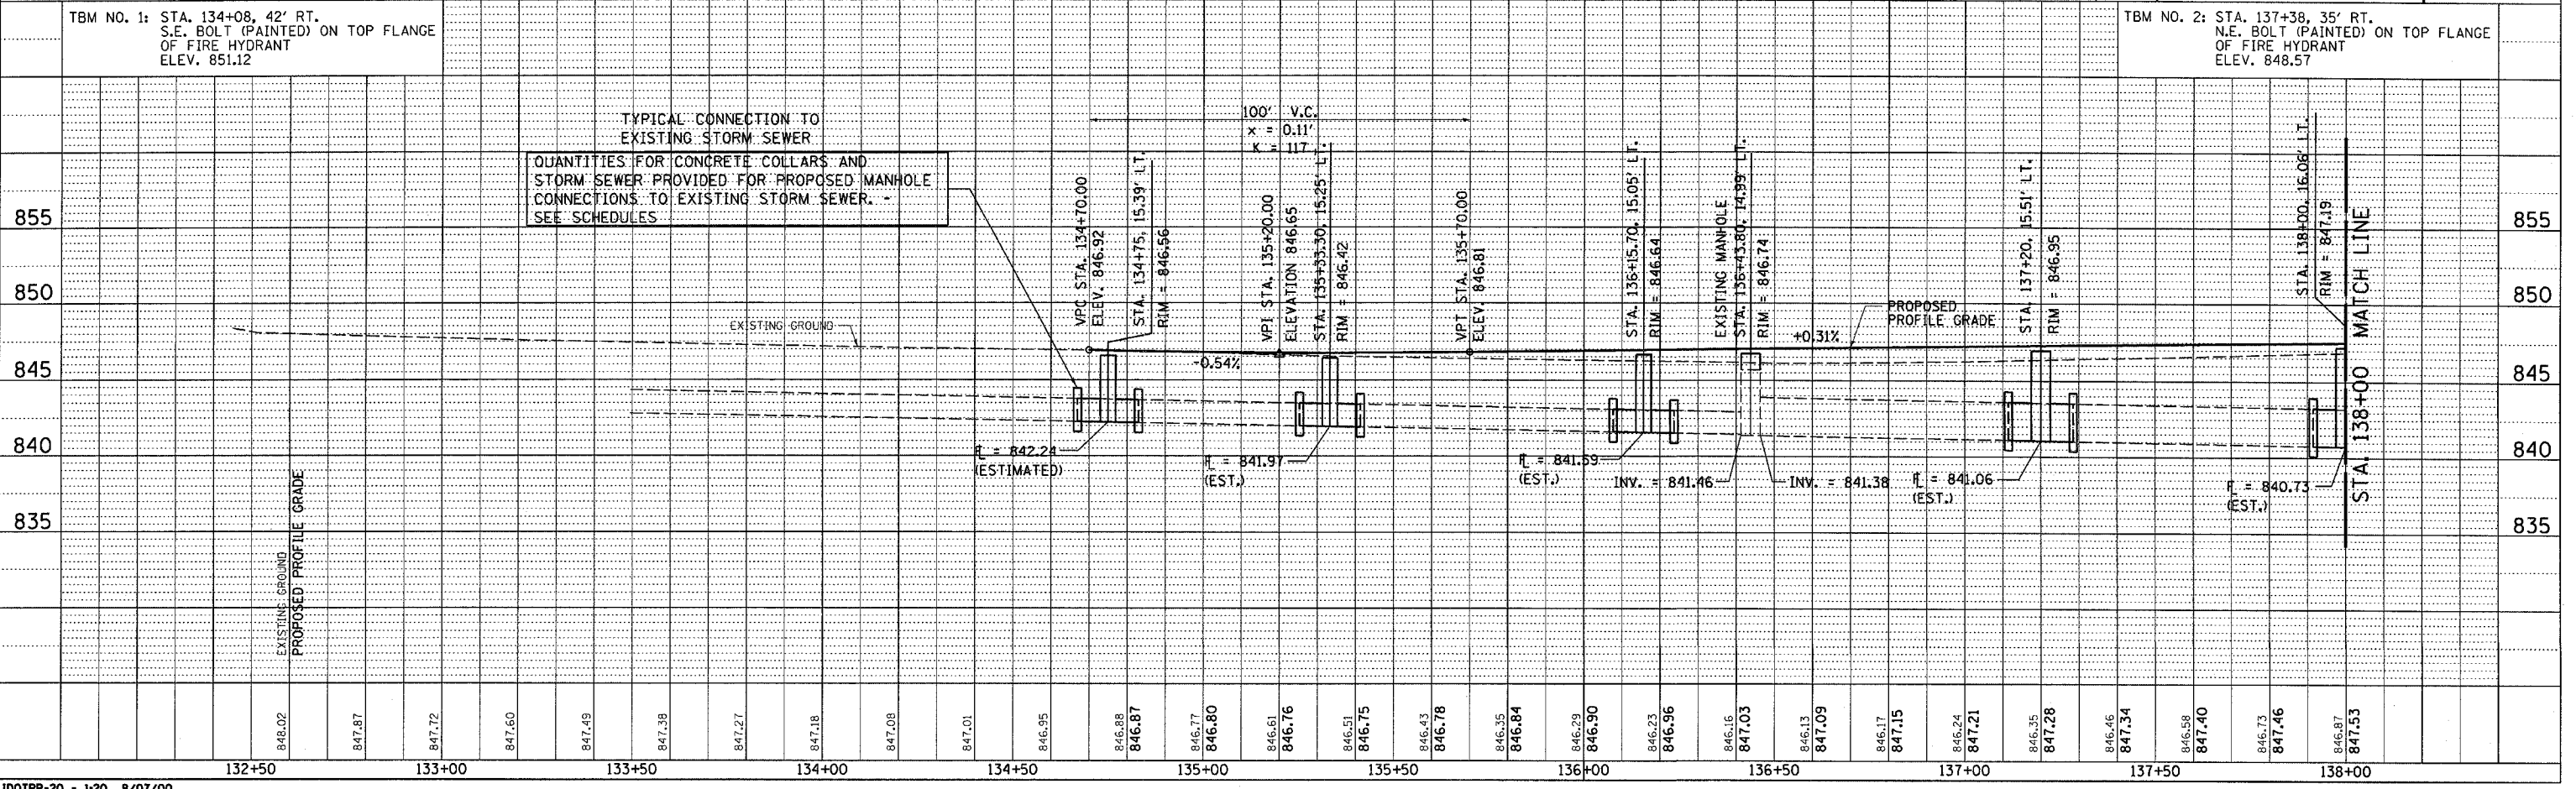 TBM NO. 1: STA. 134+08, 42' RT.
S.E. BOLT (PAINTED) ON TOP FLANGE
OF FIRE HYDRANT
ELEV. 851.12
TBM NO. 2: STA. 137+38, 35' RT.
N.E. BOLT (PAINTED) ON TOP FLANGE
OF FIRE HYDRANT
ELEV. 848.57
TYPICAL CONNECTION TO
EXISTING STORM SEWER
QUANTITIES FOR CONCRETE COLLARS AND
STORM SEWER PROVIDED FOR PROPOSED MANHOLE
CONNECTIONS TO EXISTING STORM SEWER. -
SEE SCHEDULES
100' V.C.
x = 0.11'
K = 117
VPC STA. 134+70.00
ELEV. 846.92
STA. 134+75, 15.39' LT.
RIM = 846.56
VPI STA. 135+20.00
ELEVATION 846.65
STA. 135+33.30, 15.25' LT.
RIM = 846.42
VPT STA. 135+70.00
ELEV. 846.81
STA. 136+15.70, 15.05' LT.
RIM = 846.64
EXISTING MANHOLE
STA. 136+43.80, 14.99' LT.
RIM = 846.74
STA. 137+20, 15.51' LT.
RIM = 846.95
STA. 138+00, 16.06' LT.
RIM = 847.19
STA. 138+00 MATCH LINE
855
850
845
840
835
855
850
845
840
835
EXISTING GROUND
-0.54%
+0.31%
PROPOSED
PROFILE GRADE
FL = 842.24
(ESTIMATED)
FL = 841.97
(EST.)
FL = 841.59
(EST.)
INV. = 841.46
INV. = 841.38
FL = 841.06
(EST.)
FL = 840.73
(EST.)
EXISTING GROUND
PROPOSED PROFILE GRADE
848.02
847.87
847.72
847.60
847.49
847.38
847.27
847.18
847.08
847.01
846.95
846.88
846.87
846.77
846.80
846.61
846.76
846.51
846.75
846.43
846.78
846.35
846.84
846.29
846.90
846.23
846.96
846.16
847.03
846.13
847.09
846.17
847.15
846.24
847.21
846.35
847.28
846.46
847.34
846.58
847.40
846.73
847.46
846.87
847.53
132+50
133+00
133+50
134+00
134+50
135+00
135+50
136+00
136+50
137+00
137+50
138+00